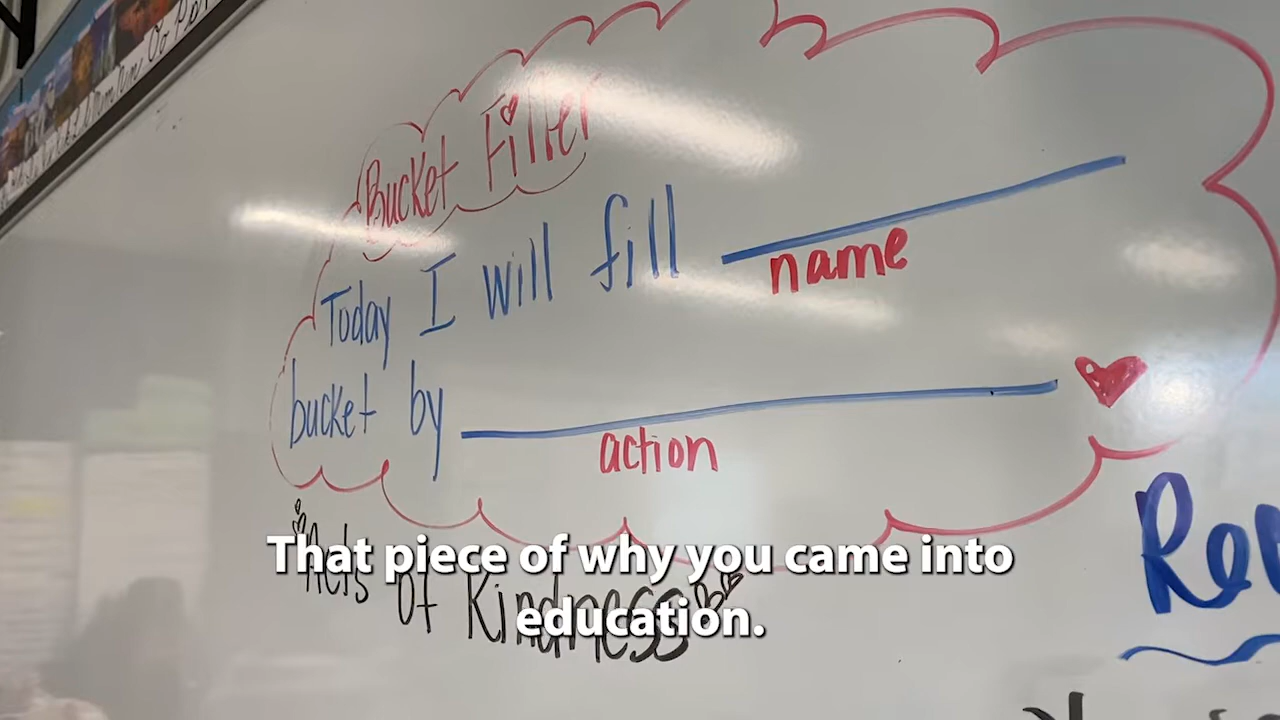 Bucket Filler
Today I will fill
name
bucket by
action
Acts of Kindness
That piece of why you came into
education.